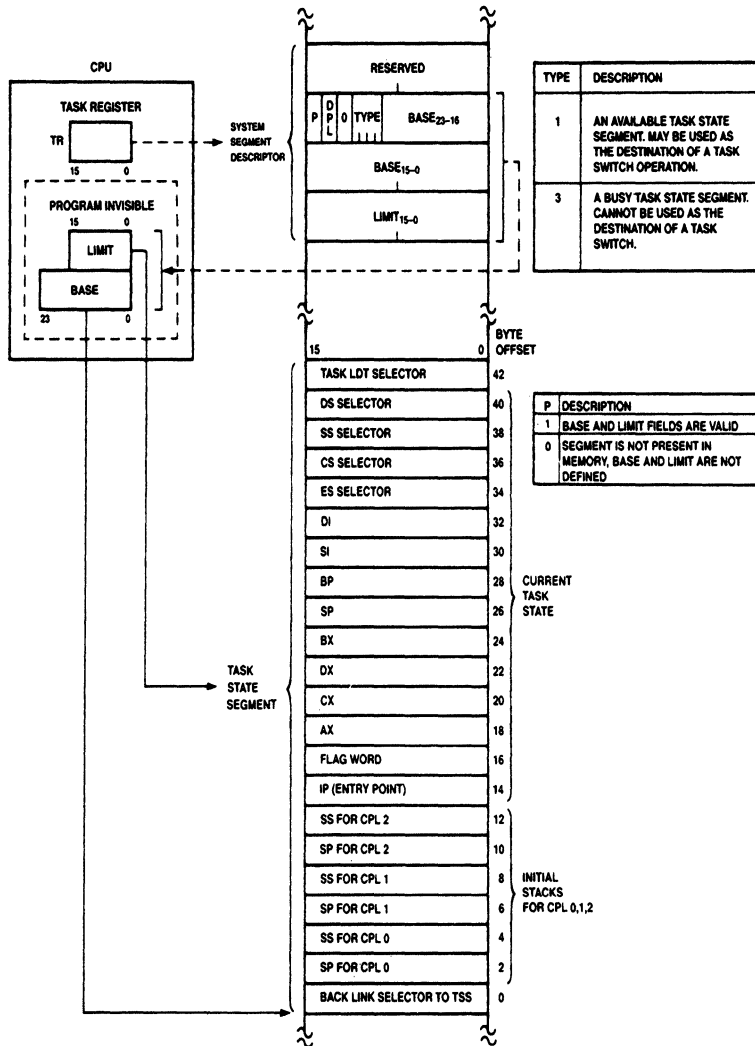 CPU
TASK REGISTER
TR
15 0
PROGRAM INVISIBLE
15 0
LIMIT
BASE
23 0
SYSTEM
SEGMENT
DESCRIPTOR
RESERVED
P DPL 0 TYPE BASE23–16
BASE15–0
LIMIT15–0
TYPE DESCRIPTION
1 AN AVAILABLE TASK STATE
SEGMENT. MAY BE USED AS
THE DESTINATION OF A TASK
SWITCH OPERATION.
3 A BUSY TASK STATE SEGMENT.
CANNOT BE USED AS THE
DESTINATION OF A TASK
SWITCH.
15 0 BYTE
OFFSET
TASK LDT SELECTOR 42
DS SELECTOR 40
SS SELECTOR 38
CS SELECTOR 36
ES SELECTOR 34
DI 32
SI 30
BP 28
SP 26
BX 24
DX 22
CX 20
AX 18
FLAG WORD 16
IP (ENTRY POINT) 14
SS FOR CPL 2 12
SP FOR CPL 2 10
SS FOR CPL 1 8
SP FOR CPL 1 6
SS FOR CPL 0 4
SP FOR CPL 0 2
BACK LINK SELECTOR TO TSS 0
TASK
STATE
SEGMENT
CURRENT
TASK
STATE
INITIAL
STACKS
FOR CPL 0,1,2
P DESCRIPTION
1 BASE AND LIMIT FIELDS ARE VALID
0 SEGMENT IS NOT PRESENT IN
MEMORY, BASE AND LIMIT ARE NOT
DEFINED